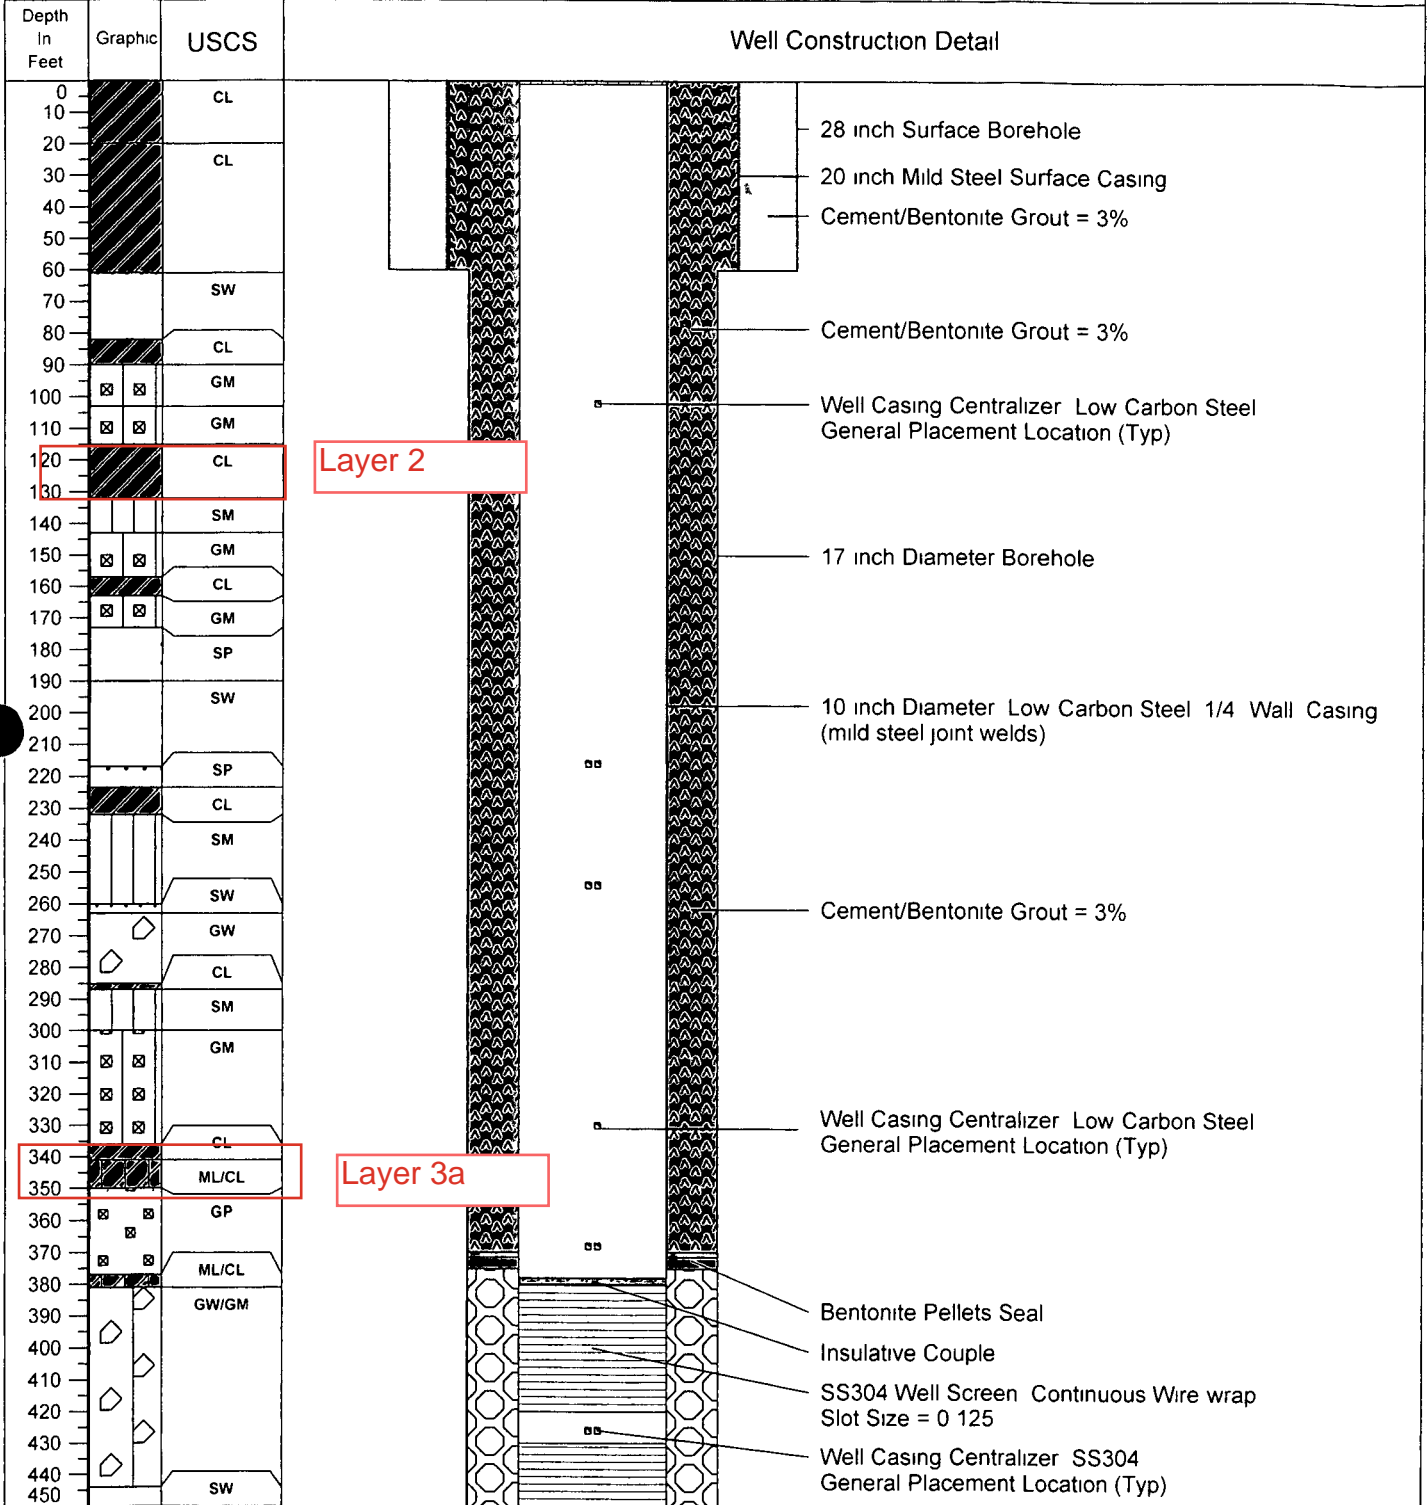 Depth
In
Feet
Graphic
USCS
Well Construction Detail
0
10
20
30
40
50
60
70
80
90
100
110
120
130
140
150
160
170
180
190
200
210
220
230
240
250
260
270
280
290
300
310
320
330
340
350
360
370
380
390
400
410
420
430
440
450
CL
CL
SW
CL
GM
GM
CL
SM
GM
CL
GM
SP
SW
SP
CL
SM
SW
GW
CL
SM
GM
CL
ML/CL
GP
ML/CL
GW/GM
SW
Layer 2
Layer 3a
28 inch Surface Borehole
20 inch Mild Steel Surface Casing
Cement/Bentonite Grout = 3%
Cement/Bentonite Grout = 3%
Well Casing Centralizer Low Carbon Steel
General Placement Location (Typ)
17 inch Diameter Borehole
10 inch Diameter Low Carbon Steel 1/4 Wall Casing
(mild steel joint welds)
Cement/Bentonite Grout = 3%
Well Casing Centralizer Low Carbon Steel
General Placement Location (Typ)
Bentonite Pellets Seal
Insulative Couple
SS304 Well Screen Continuous Wire wrap
Slot Size = 0 125
Well Casing Centralizer SS304
General Placement Location (Typ)